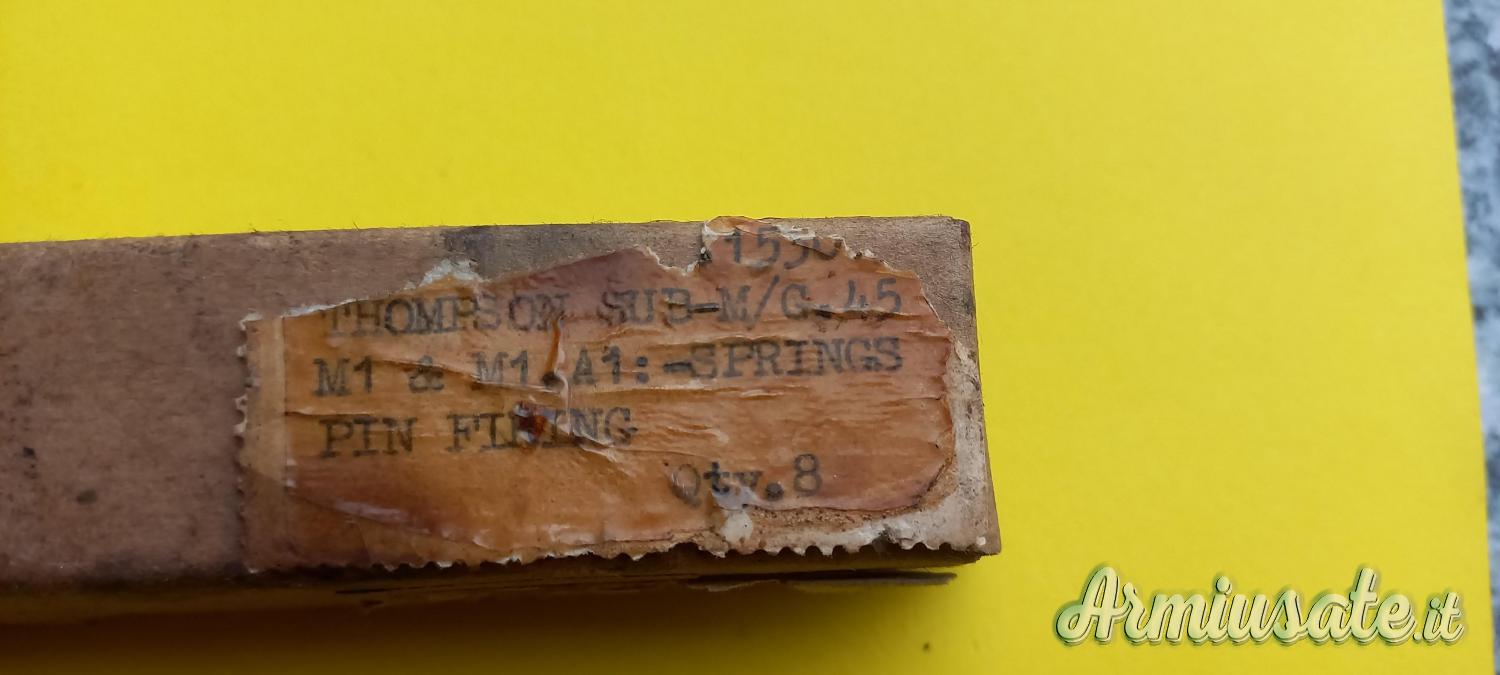 THOMPSON SUB-M/G.45
M1 & M1.A1:-SPRINGS
PIN FIRING
Qty.8
Armiusate.it